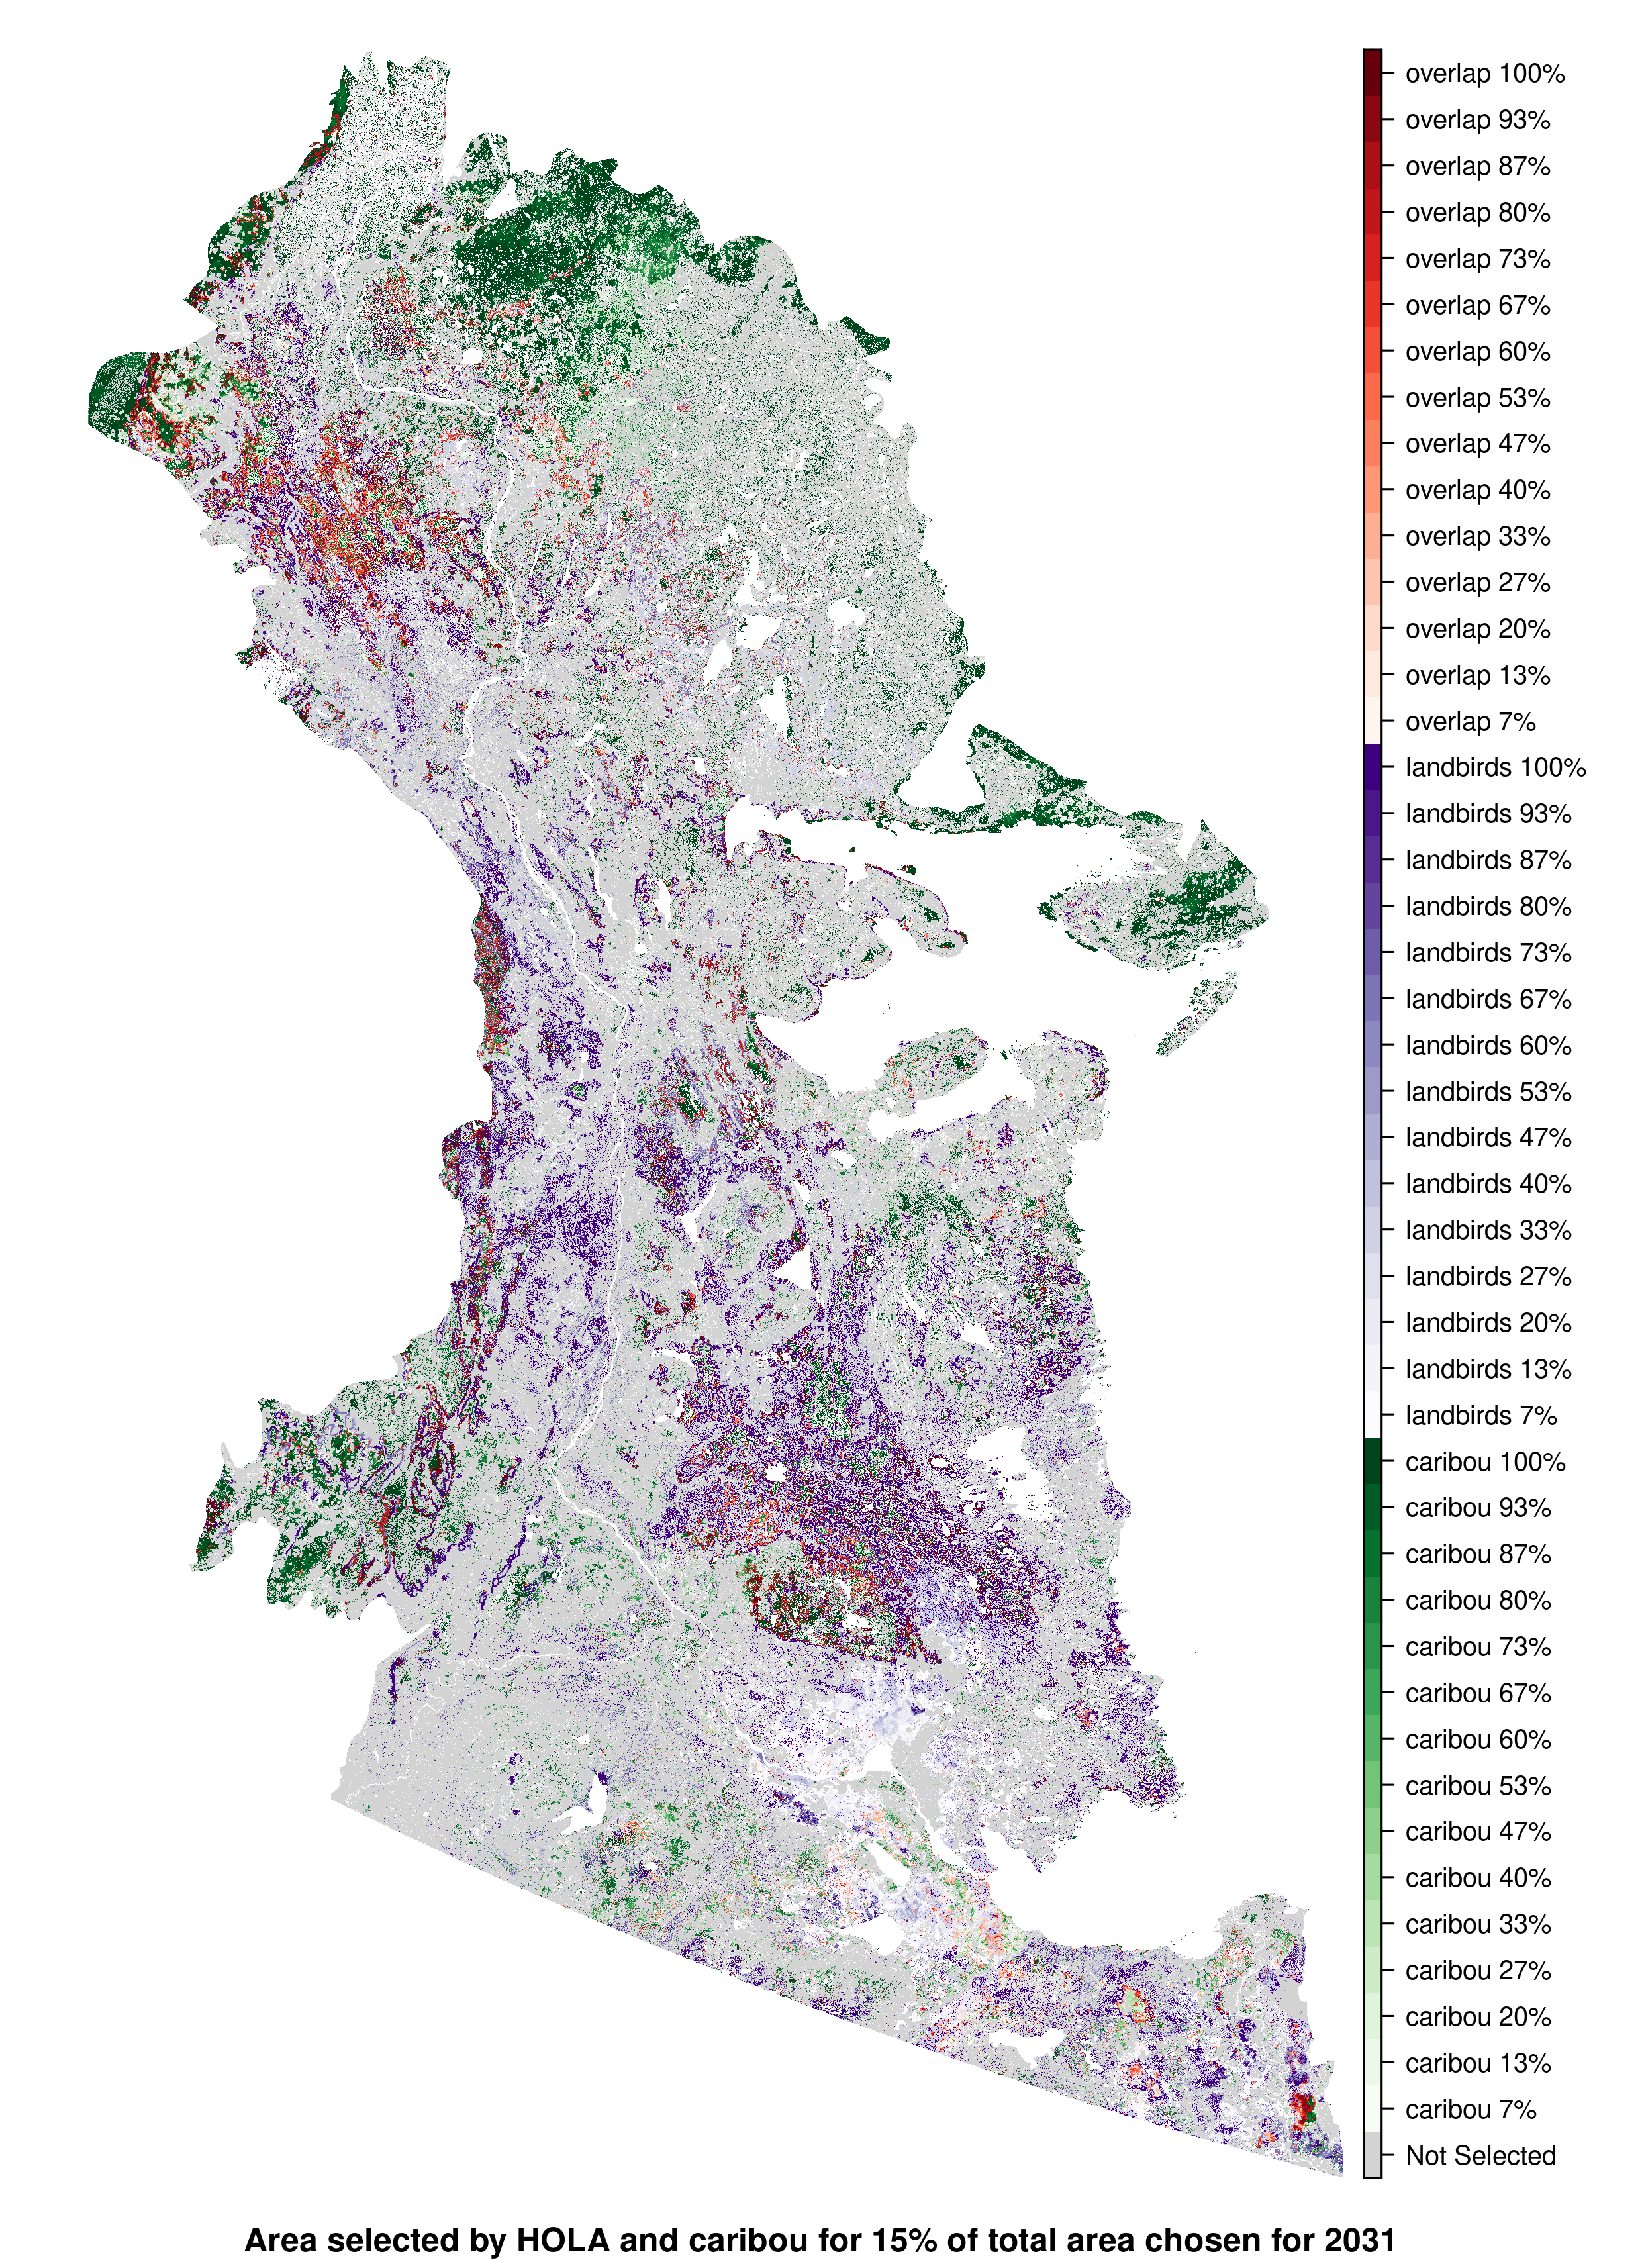 overlap 100%
overlap 93%
overlap 87%
overlap 80%
overlap 73%
overlap 67%
overlap 60%
overlap 53%
overlap 47%
overlap 40%
overlap 33%
overlap 27%
overlap 20%
overlap 13%
overlap 7%
landbirds 100%
landbirds 93%
landbirds 87%
landbirds 80%
landbirds 73%
landbirds 67%
landbirds 60%
landbirds 53%
landbirds 47%
landbirds 40%
landbirds 33%
landbirds 27%
landbirds 20%
landbirds 13%
landbirds 7%
caribou 100%
caribou 93%
caribou 87%
caribou 80%
caribou 73%
caribou 67%
caribou 60%
caribou 53%
caribou 47%
caribou 40%
caribou 33%
caribou 27%
caribou 20%
caribou 13%
caribou 7%
Not Selected
Area selected by HOLA and caribou for 15% of total area chosen for 2031